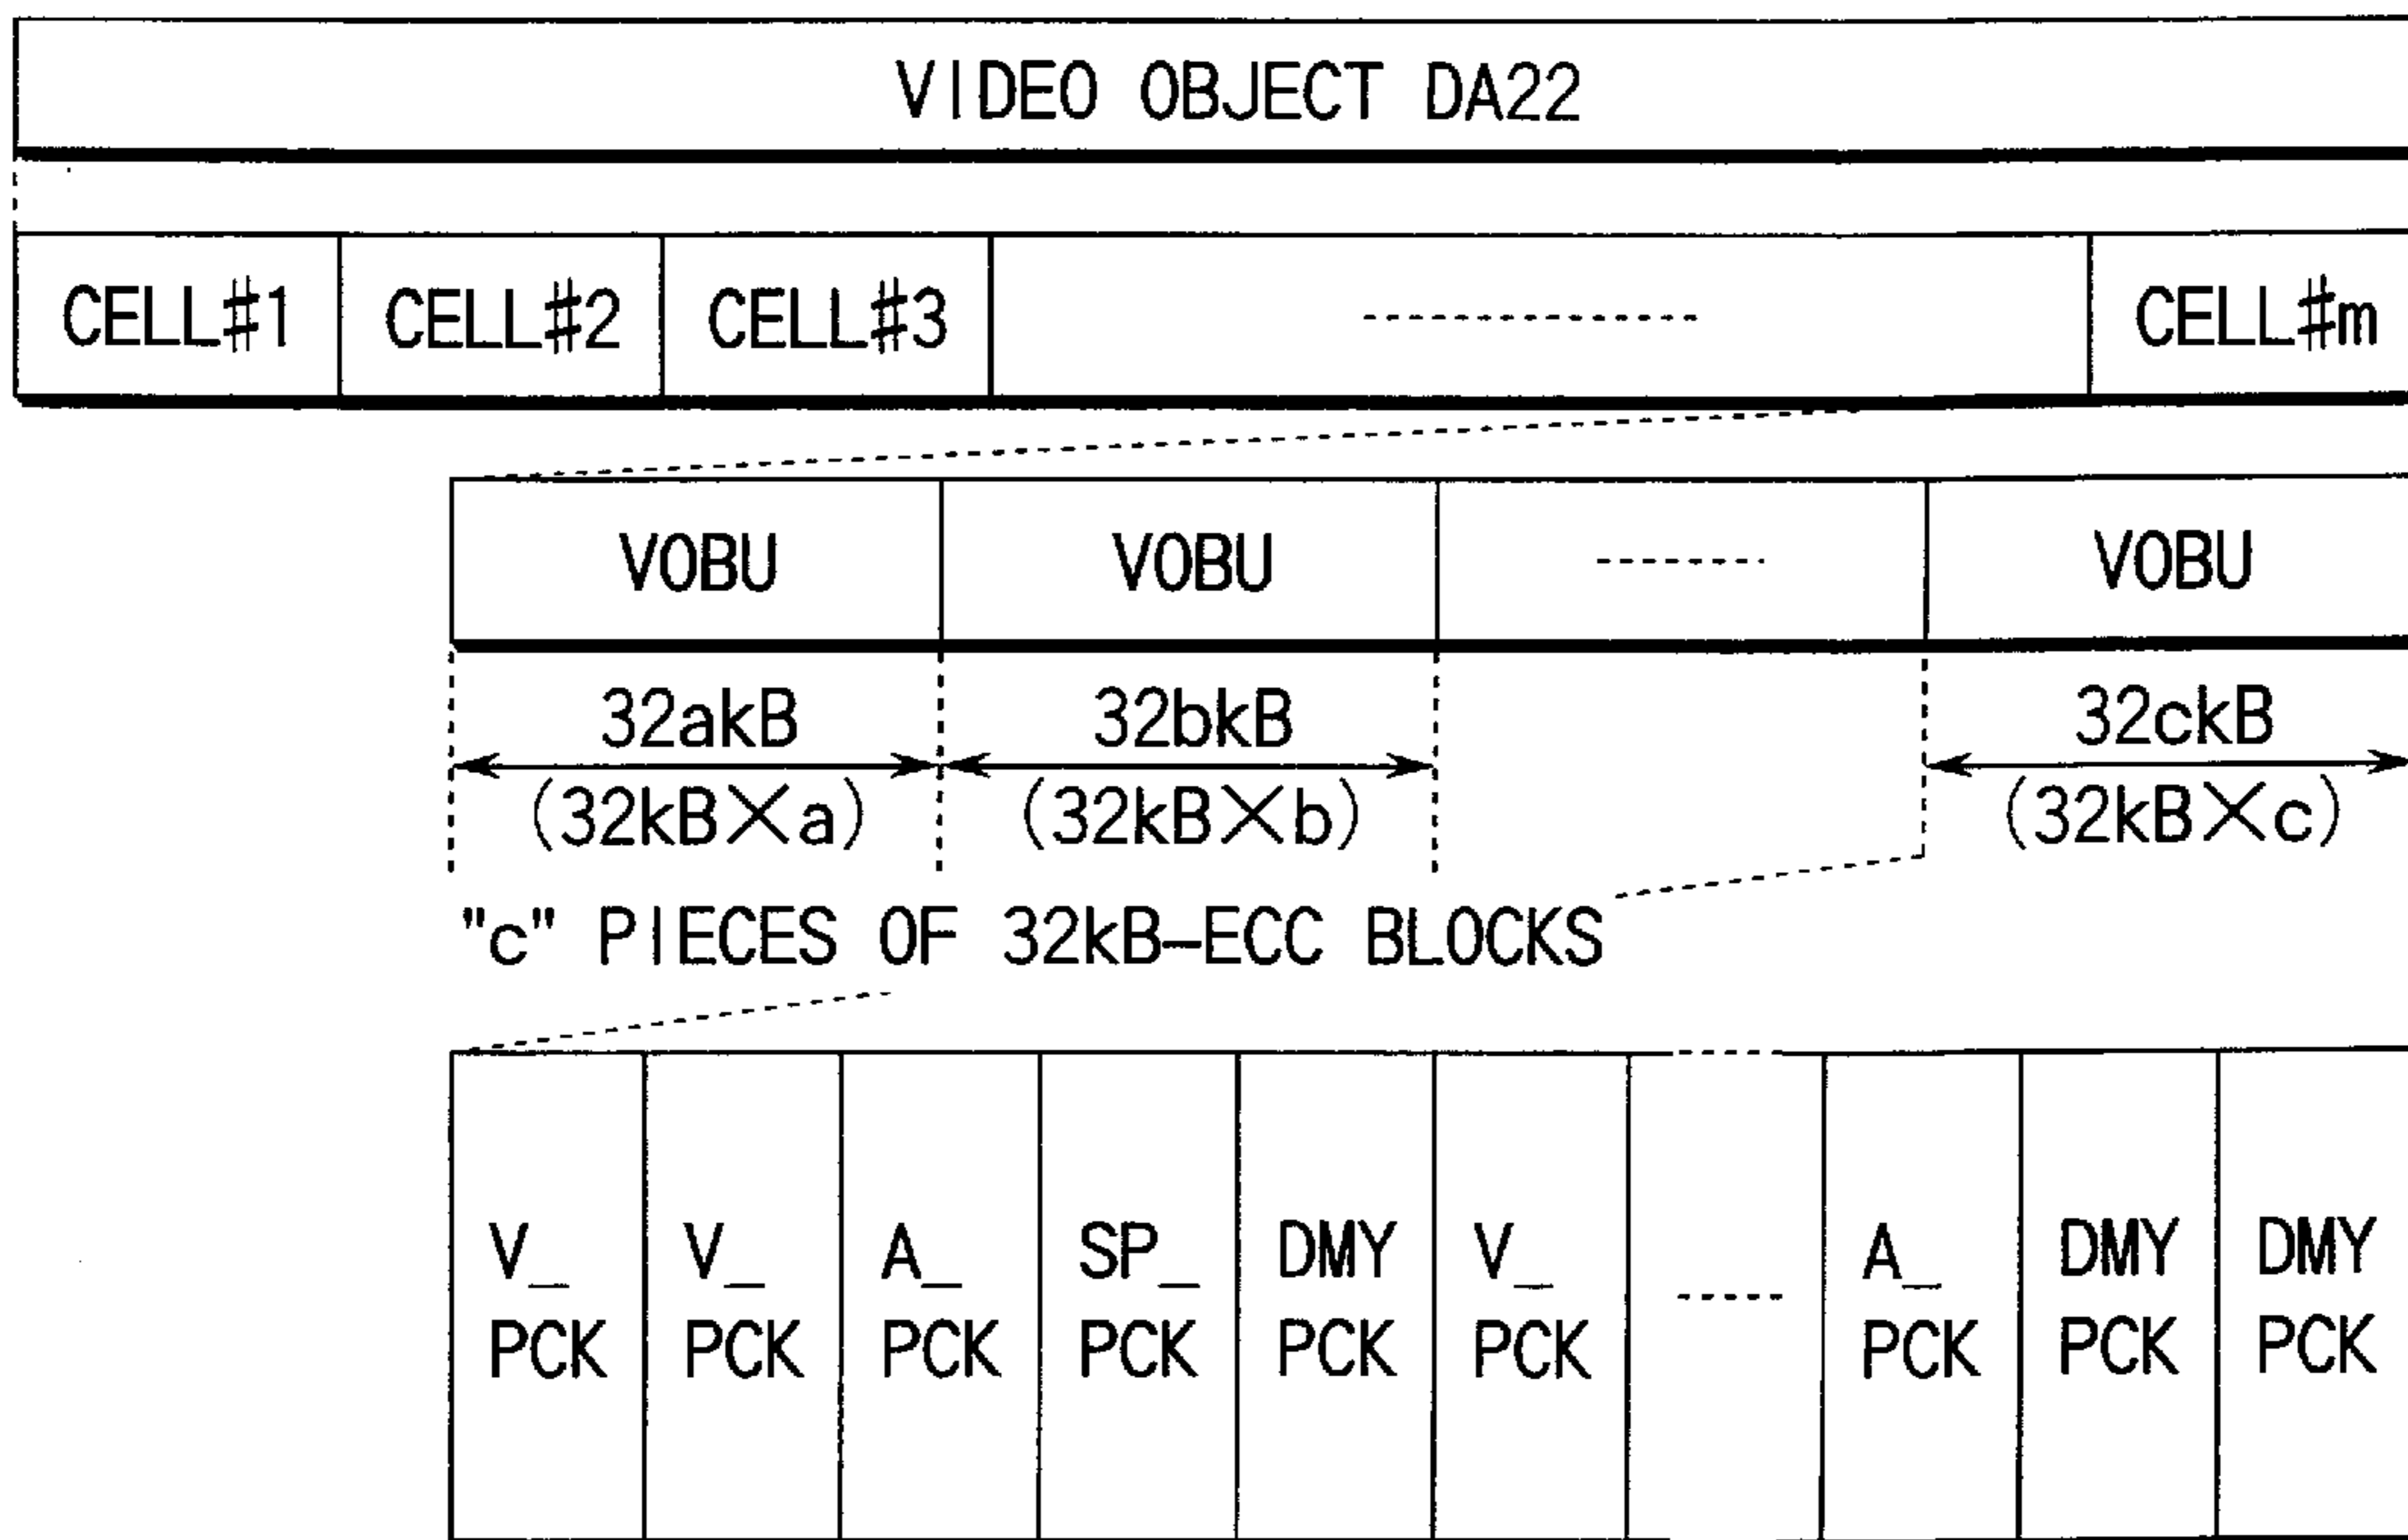 VIDEO OBJECT DA22
CELL#1 CELL#2 CELL#3 CELL#m
VOBU VOBU VOBU
32akB 32bkB 32ckB
(32kB×a) (32kB×b) (32kB×c)
"c" PIECES OF 32kB-ECC BLOCKS
V_ V_ A_ SP_ DMY V_ A_ DMY DMY
PCK PCK PCK PCK PCK PCK PCK PCK PCK